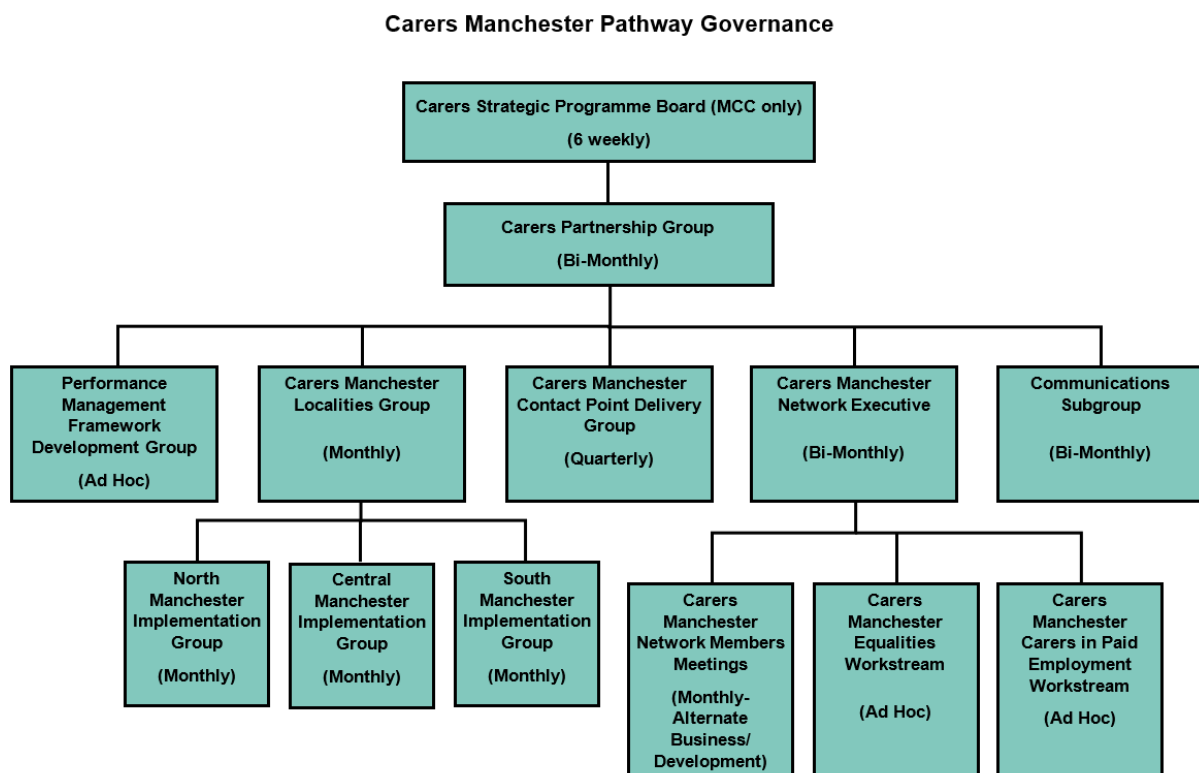 Carers Manchester Pathway Governance
Carers Strategic Programme Board (MCC only)
(6 weekly)
Carers Partnership Group
(Bi-Monthly)
Performance
Management
Framework
Development Group
(Ad Hoc)
Carers Manchester
Localities Group
(Monthly)
Carers Manchester
Contact Point Delivery
Group
(Quarterly)
Carers Manchester
Network Executive
(Bi-Monthly)
Communications
Subgroup
(Bi-Monthly)
North
Manchester
Implementation
Group
(Monthly)
Central
Manchester
Implementation
Group
(Monthly)
South
Manchester
Implementation
Group
(Monthly)
Carers
Manchester
Network Members
Meetings
(Monthly-
Alternate
Business/
Development)
Carers
Manchester
Equalities
Workstream
(Ad Hoc)
Carers
Manchester
Carers in Paid
Employment
Workstream
(Ad Hoc)